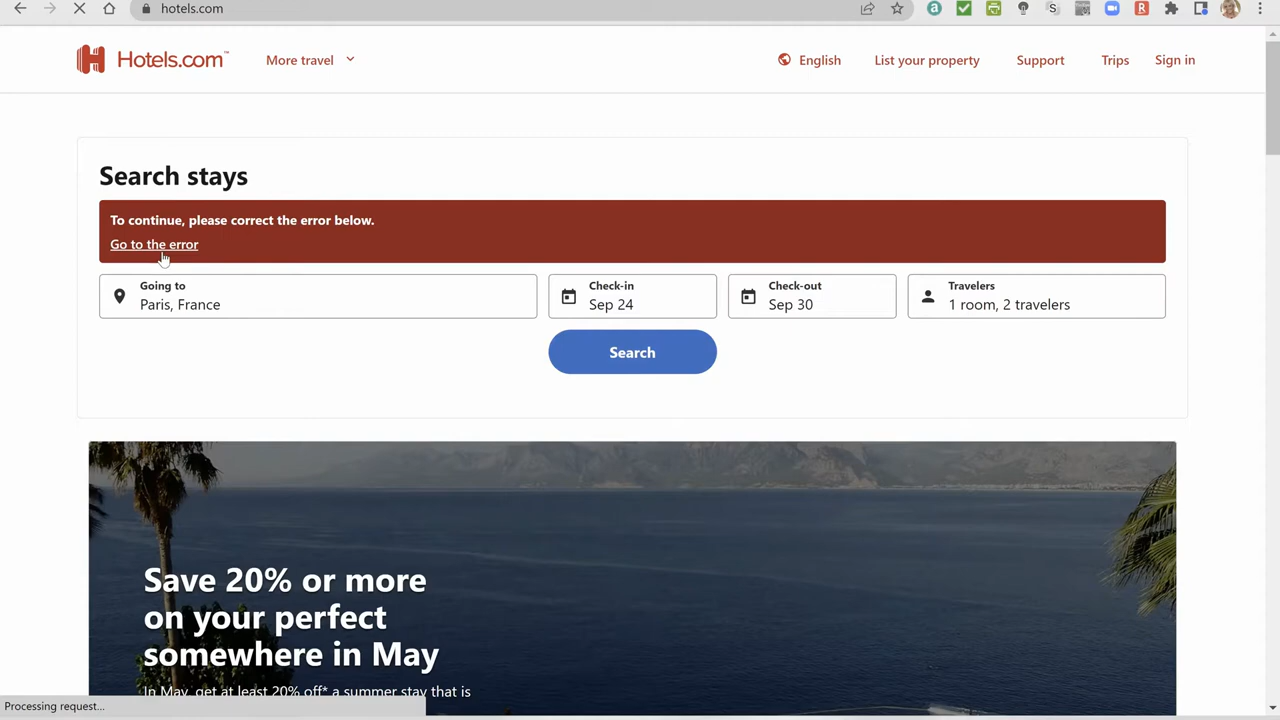 hotels.com
Hotels.com™
More travel
English
List your property
Support
Trips
Sign in
Search stays
To continue, please correct the error below.
Go to the error
Going to
Paris, France
Check-in
Sep 24
Check-out
Sep 30
Travelers
1 room, 2 travelers
Search
Save 20% or more
on your perfect
somewhere in May
In May, get at least 20% off* a summer stay that is
Processing request...